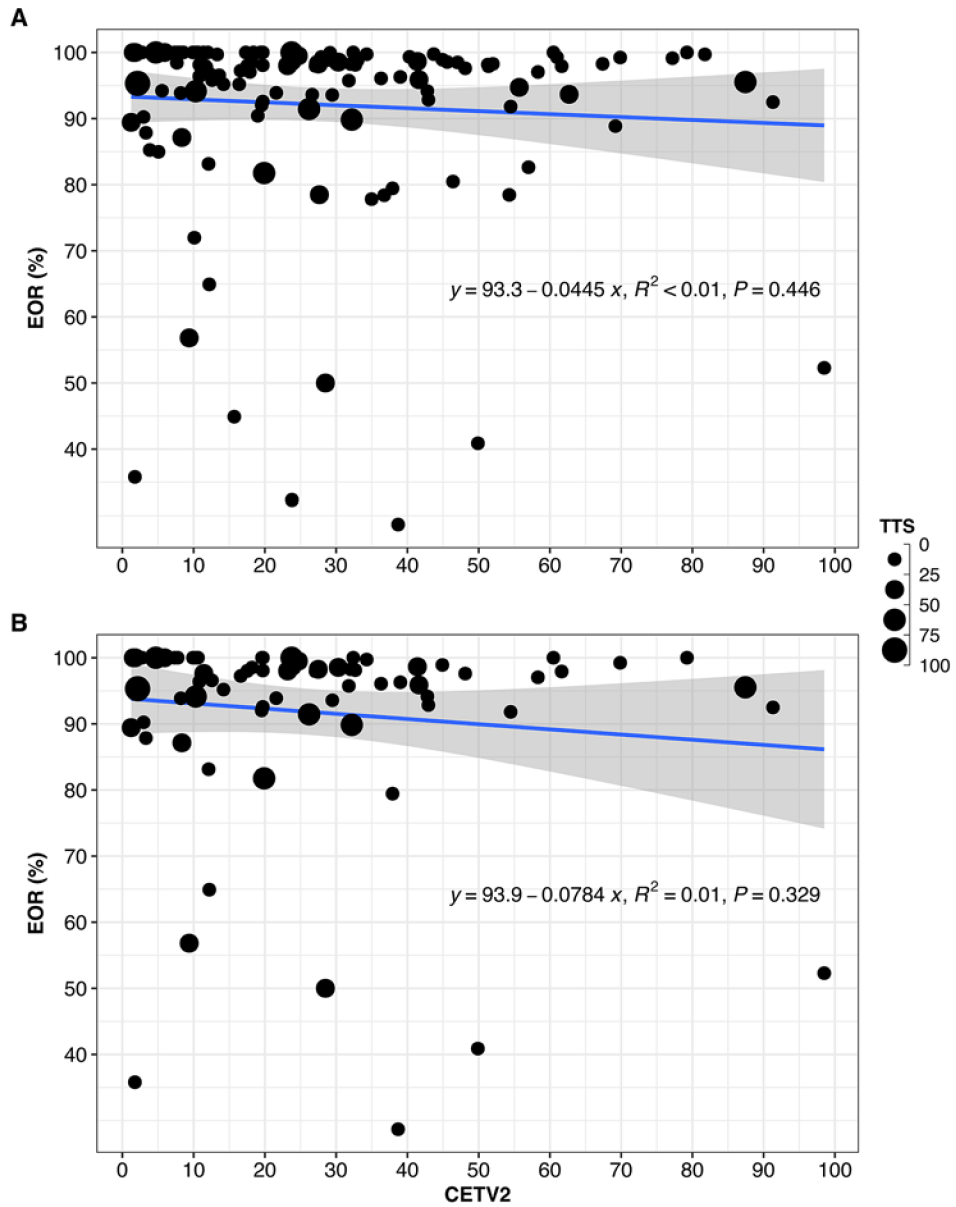 A
100
90
80
70
60
50
40
EOR (%)
y = 93.3 – 0.0445 x, R² < 0.01, P = 0.446
0 10 20 30 40 50 60 70 80 90 100
TTS
0
25
50
75
100
B
100
90
80
70
60
50
40
EOR (%)
y = 93.9 – 0.0784 x, R² = 0.01, P = 0.329
0 10 20 30 40 50 60 70 80 90 100
CETV2